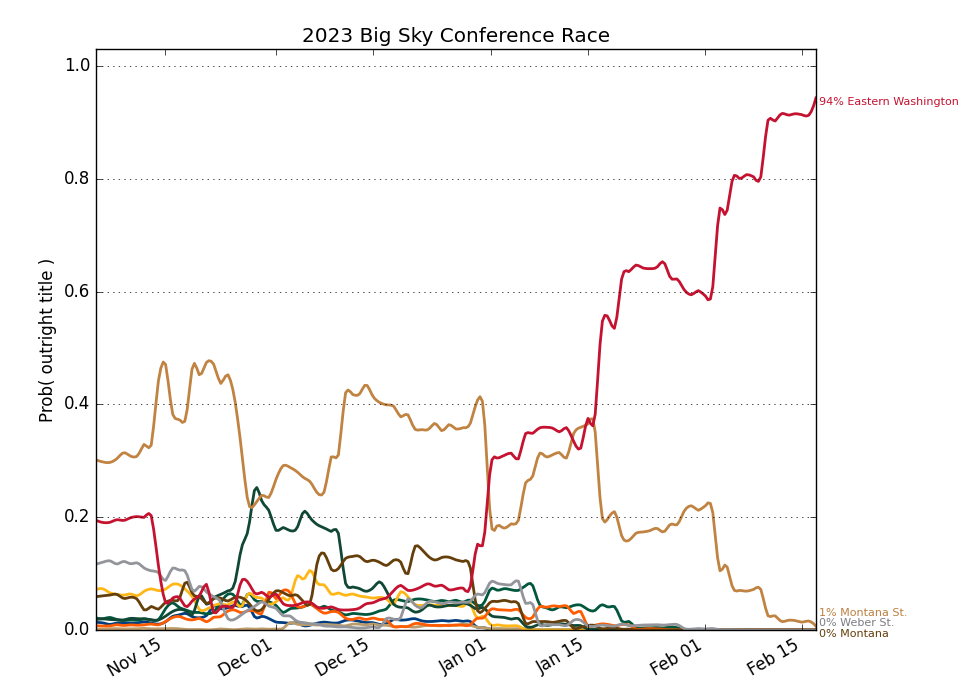 2023 Big Sky Conference Race
Prob( outright title )
1.0
0.8
0.6
0.4
0.2
0.0
94% Eastern Washington
1% Montana St.
0% Weber St.
0% Montana
Nov 15
Dec 01
Dec 15
Jan 01
Jan 15
Feb 01
Feb 15